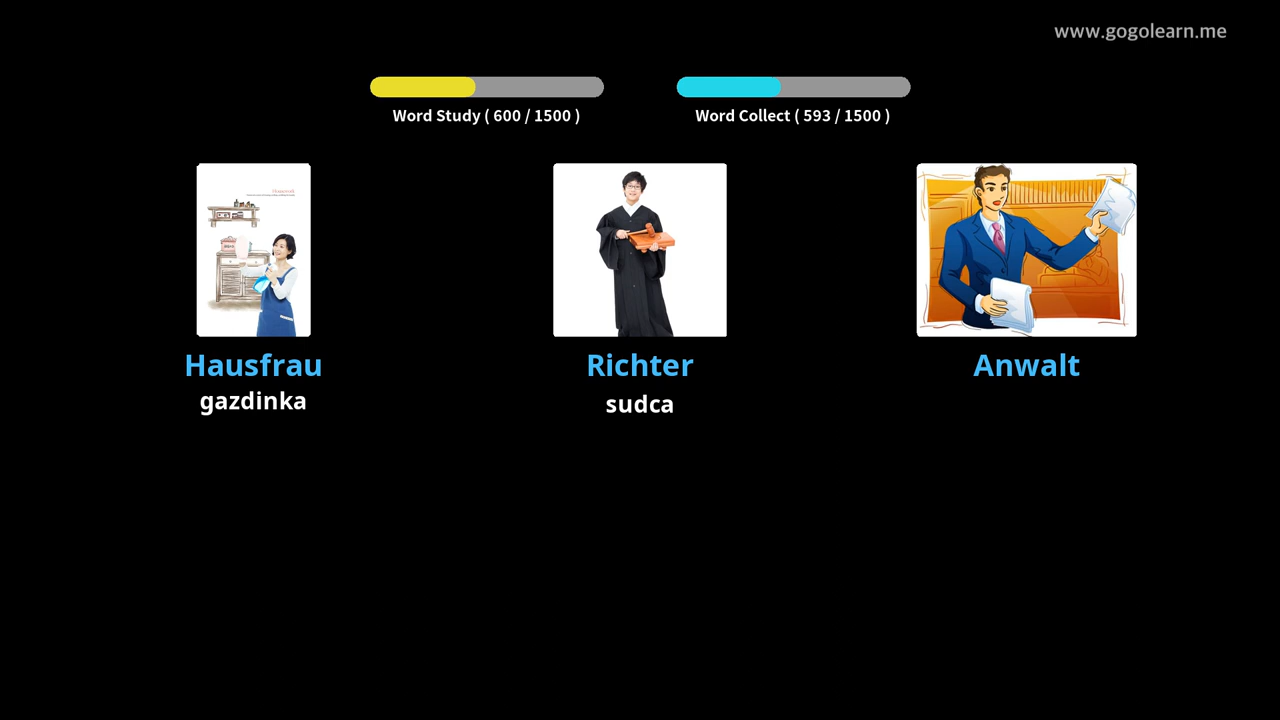 www.gogolearn.me
Word Study ( 600 / 1500 )
Word Collect ( 593 / 1500 )
Hausfrau
gazdinka
Richter
sudca
Anwalt